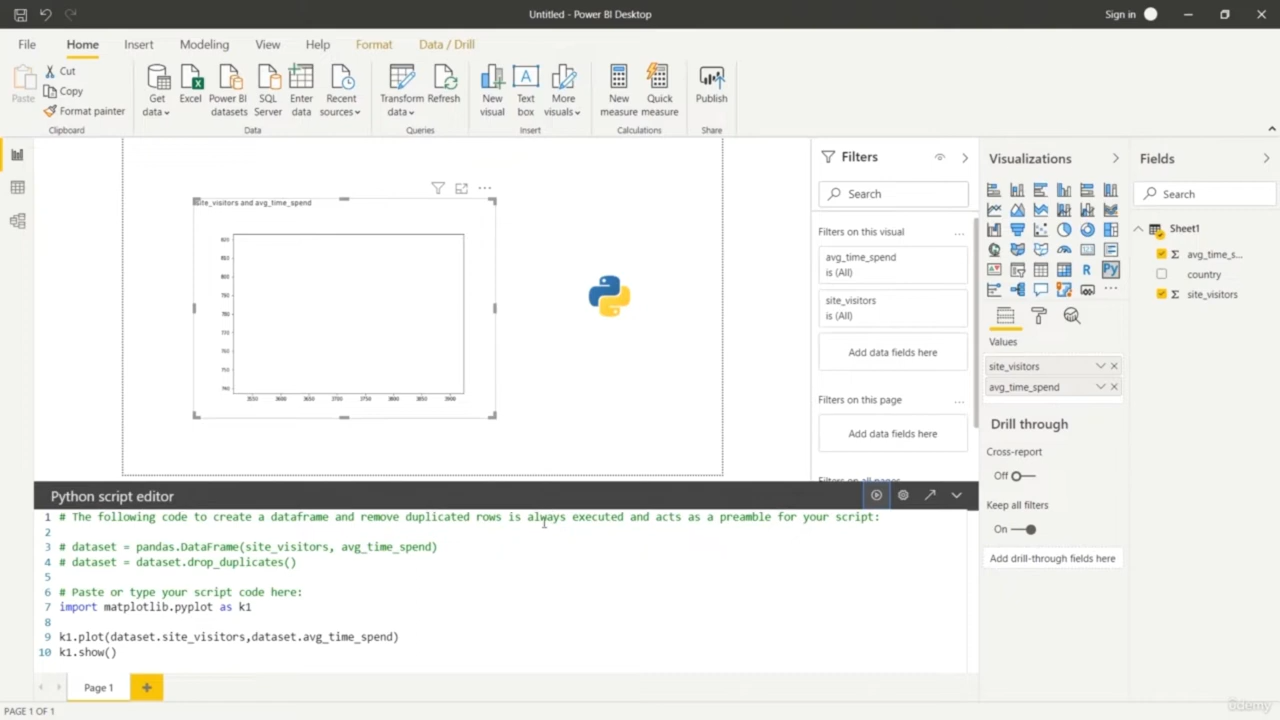 Untitled - Power BI Desktop
Sign in
File Home Insert Modeling View Help Format Data / Drill
Paste
Cut
Copy
Format painter
Clipboard
Get data
Excel
Power BI datasets
SQL Server
Enter data
Recent sources
Data
Transform data
Refresh
Queries
New visual
Text box
More visuals
Insert
New measure
Quick measure
Calculations
Publish
Share
site_visitors and avg_time_spend
Filters
Search
Filters on this visual
avg_time_spend
is (All)
site_visitors
is (All)
Add data fields here
Filters on this page
Add data fields here
Visualizations
R
Py
Values
site_visitors
avg_time_spend
Drill through
Cross-report
Off
Keep all filters
On
Add drill-through fields here
Fields
Search
Sheet1
avg_time_s...
country
site_visitors
Python script editor
1 # The following code to create a dataframe and remove duplicated rows is always executed and acts as a preamble for your script:
2
3 # dataset = pandas.DataFrame(site_visitors, avg_time_spend)
4 # dataset = dataset.drop_duplicates()
5
6 # Paste or type your script code here:
7 import matplotlib.pyplot as k1
8
9 k1.plot(dataset.site_visitors,dataset.avg_time_spend)
10 k1.show()
Page 1
PAGE 1 OF 1
udemy